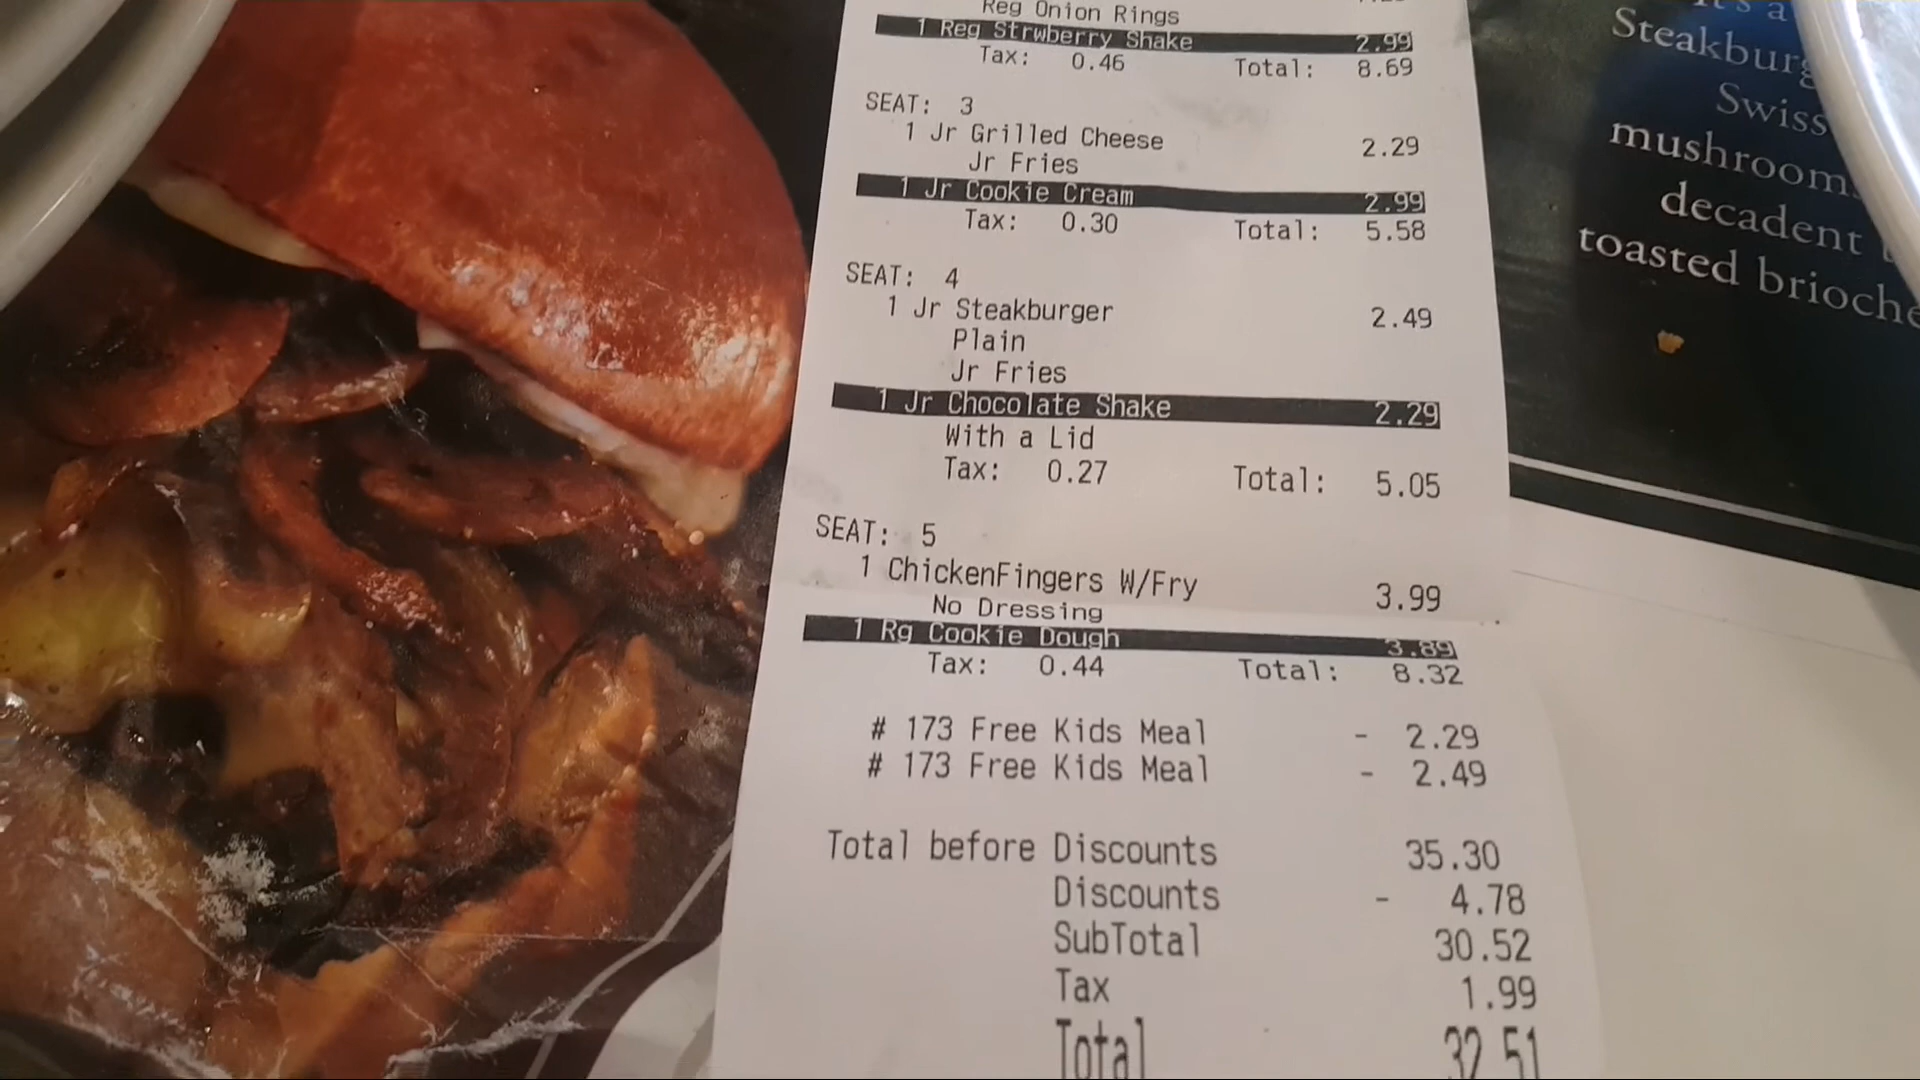 Reg Onion Rings
1 Reg Strwberry Shake 2.99
Tax: 0.46 Total: 8.69
SEAT: 3
1 Jr Grilled Cheese 2.29
Jr Fries
1 Jr Cookie Cream 2.99
Tax: 0.30 Total: 5.58
SEAT: 4
1 Jr Steakburger 2.49
Plain
Jr Fries
1 Jr Chocolate Shake 2.29
With a Lid
Tax: 0.27 Total: 5.05
SEAT: 5
1 ChickenFingers W/Fry 3.99
No Dressing
1 Rg Cookie Dough 3.89
Tax: 0.44 Total: 8.32
# 173 Free Kids Meal - 2.29
# 173 Free Kids Meal - 2.49
Total before Discounts 35.30
Discounts - 4.78
SubTotal 30.52
Tax 1.99
Total 32.51
Steakburg
Swiss
mushroom
decadent
toasted brioche